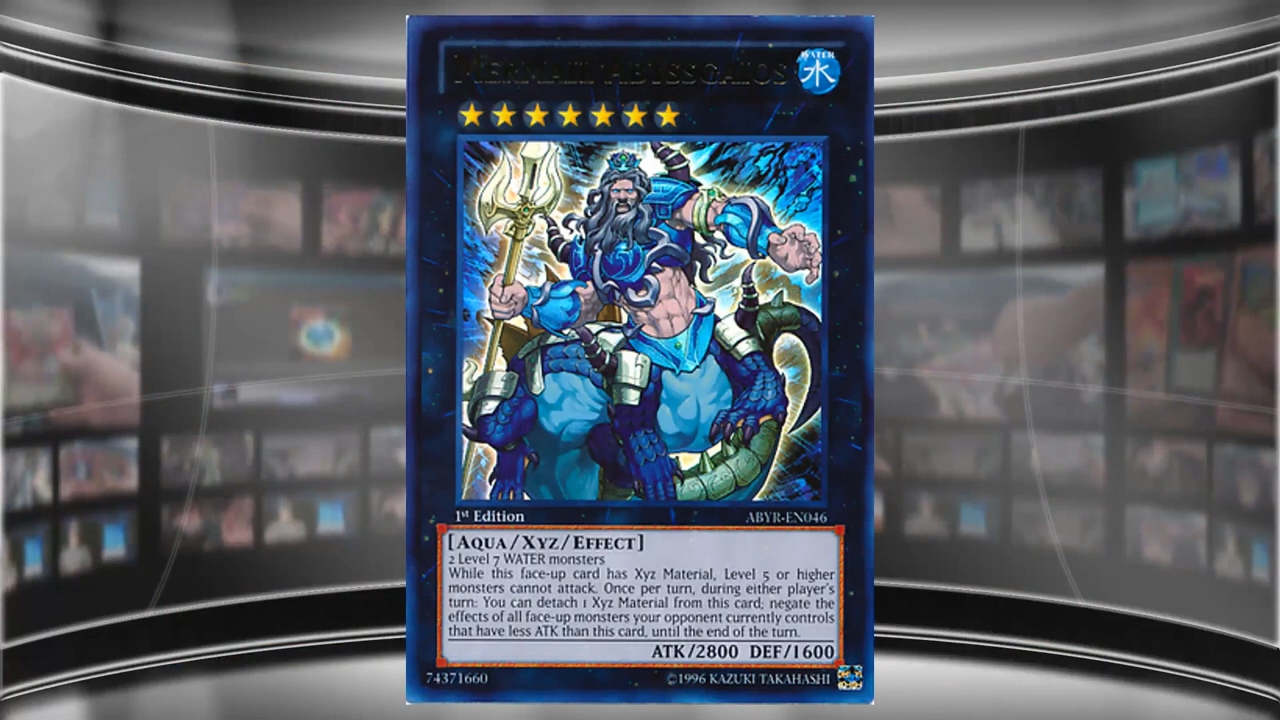 MERMAIL ABYSSGAIOS
WATER
水
1st Edition
ABYR-EN046
[AQUA/XYZ/EFFECT]
2 Level 7 WATER monsters
While this face-up card has Xyz Material, Level 5 or higher
monsters cannot attack. Once per turn, during either player's
turn: You can detach 1 Xyz Material from this card; negate the
effects of all face-up monsters your opponent currently controls
that have less ATK than this card, until the end of the turn.
ATK/2800 DEF/1600
74371660
©1996 KAZUKI TAKAHASHI